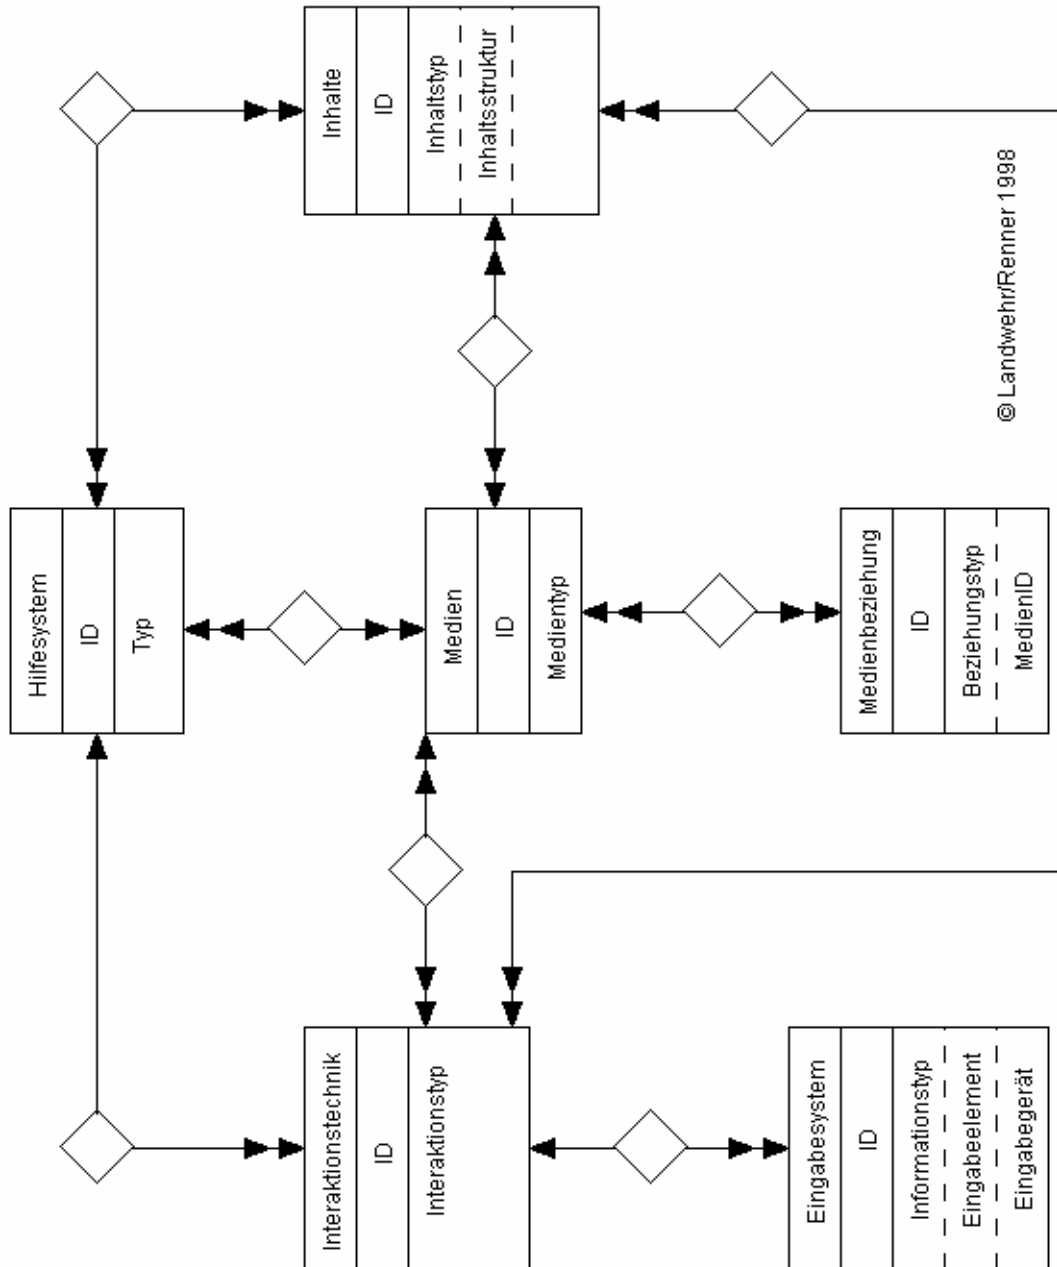 Hilfesystem
ID
Typ
Interaktionstechnik
ID
Interaktionstyp
Inhalte
ID
Inhaltstyp
Inhaltsstruktur
Medien
ID
Medientyp
Eingabesystem
ID
Informationstyp
Eingabeelement
Eingabegerät
Medienbeziehung
ID
Beziehungstyp
MedienID
© Landwehr/Renner 1998